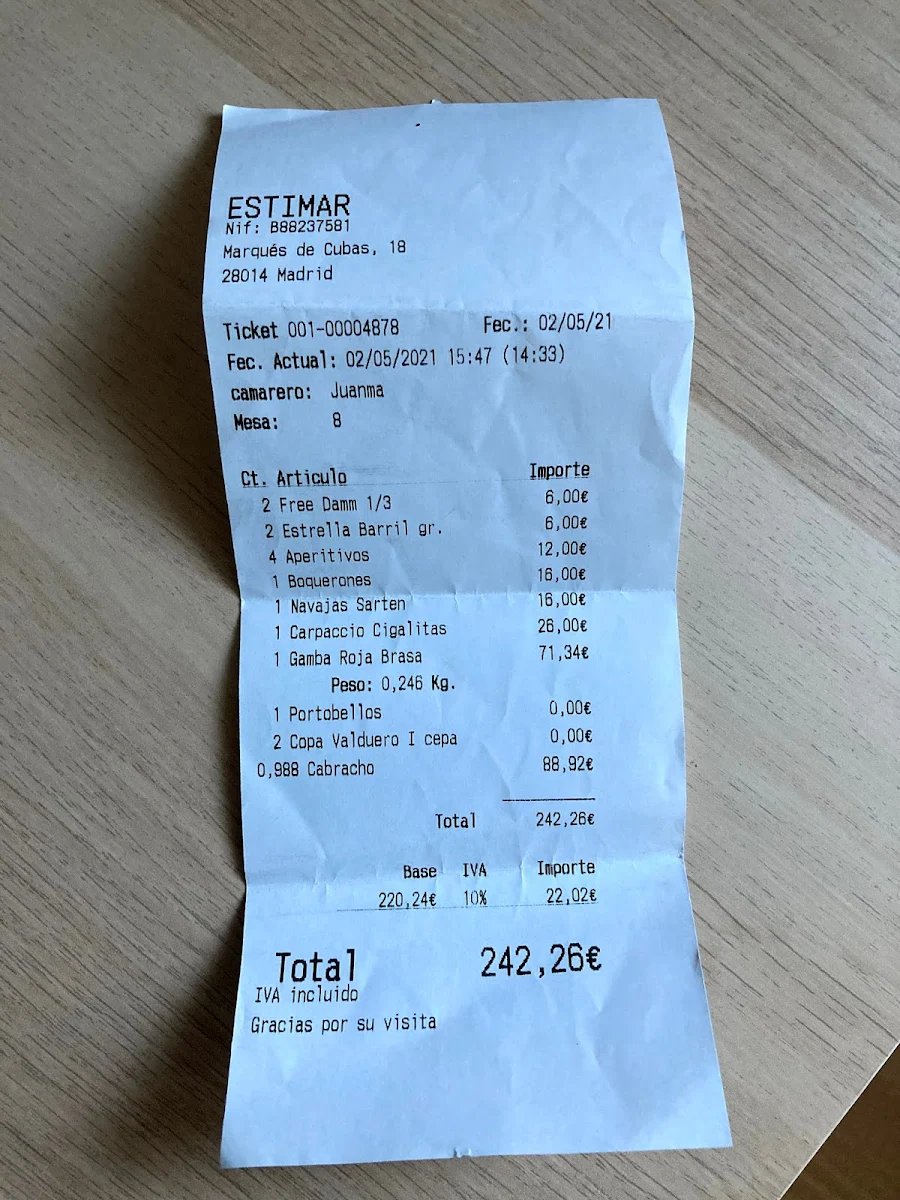 ESTIMAR
Nif: B88237581
Marqués de Cubas, 18
28014 Madrid
Ticket 001-00004878 Fec.: 02/05/21
Fec. Actual: 02/05/2021 15:47 (14:33)
camarero: Juanma
Mesa: 8
Ct. Articulo Importe
2 Free Damm 1/3 6,00€
2 Estrella Barril gr. 6,00€
4 Aperitivos 12,00€
1 Boquerones 16,00€
1 Navajas Sarten 16,00€
1 Carpaccio Cigalitas 26,00€
1 Gamba Roja Brasa 71,34€
Peso: 0,246 Kg.
1 Portobellos 0,00€
2 Copa Valduero I cepa 0,00€
0,988 Cabracho 88,92€
Total 242,26€
Base IVA Importe
220,24€ 10% 22,02€
Total 242,26€
IVA incluido
Gracias por su visita